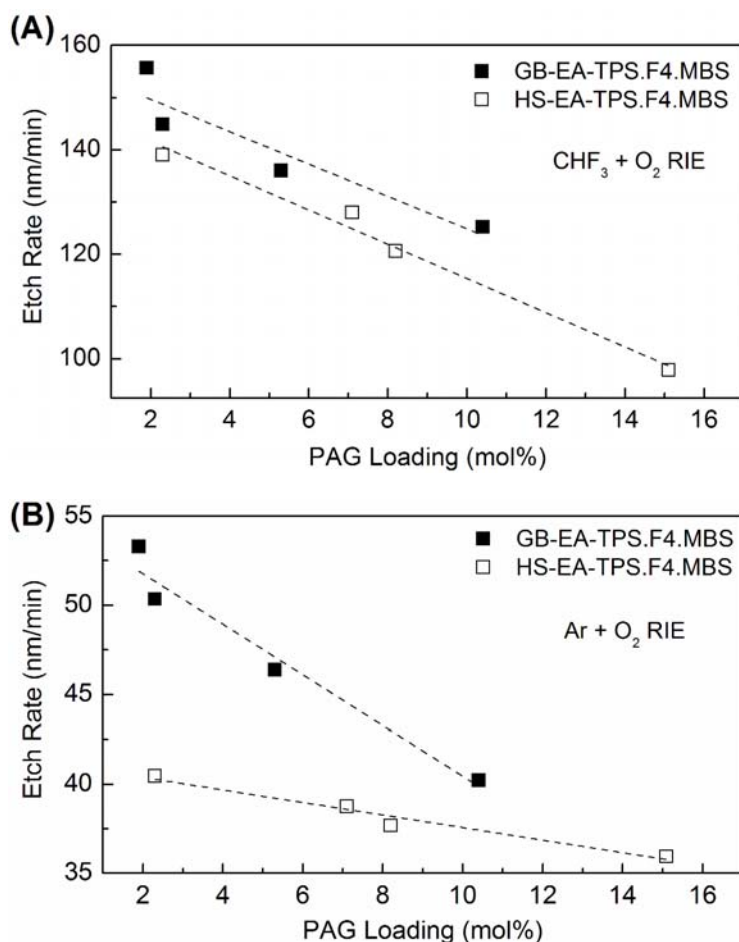 (A)
160
140
120
100
Etch Rate (nm/min)
GB-EA-TPS.F4.MBS
HS-EA-TPS.F4.MBS
CHF₃ + O₂ RIE
2 4 6 8 10 12 14 16
PAG Loading (mol%)
(B)
55
50
45
40
35
Etch Rate (nm/min)
GB-EA-TPS.F4.MBS
HS-EA-TPS.F4.MBS
Ar + O₂ RIE
2 4 6 8 10 12 14 16
PAG Loading (mol%)